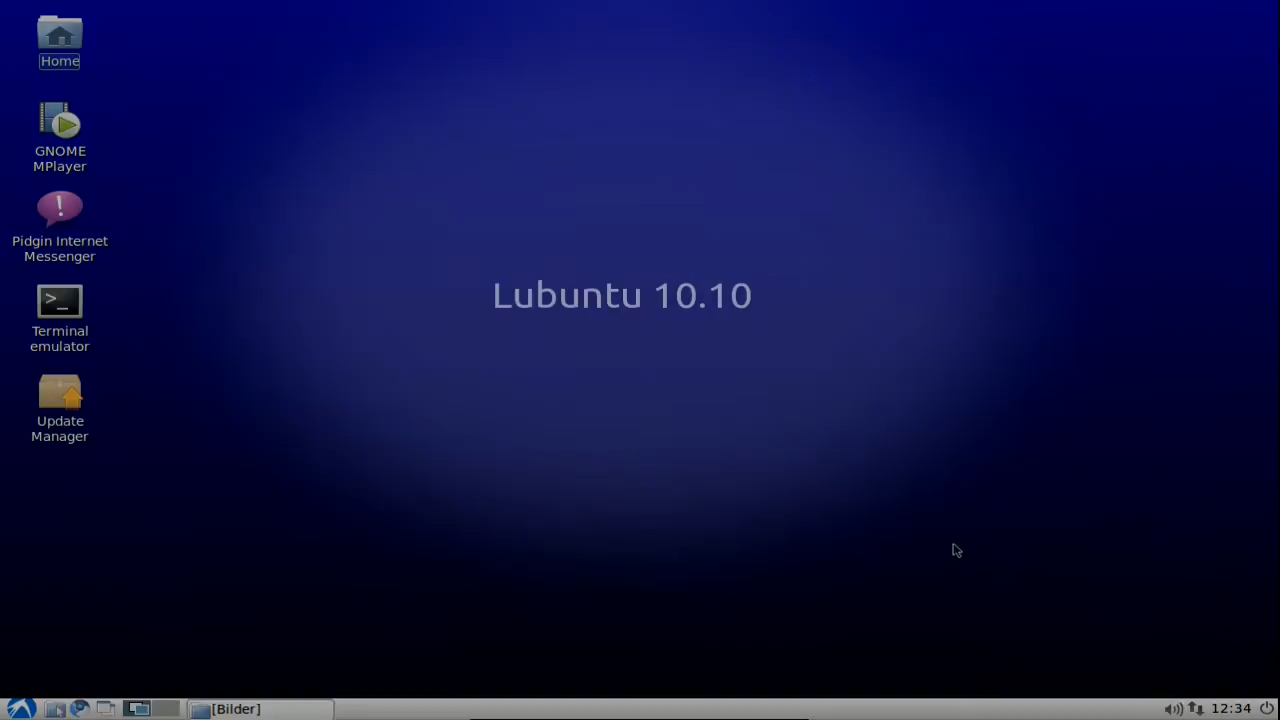 Home
GNOME
MPlayer
Pidgin Internet
Messenger
>_
Terminal
emulator
Update
Manager
Lubuntu 10.10
[Bilder]
12:34